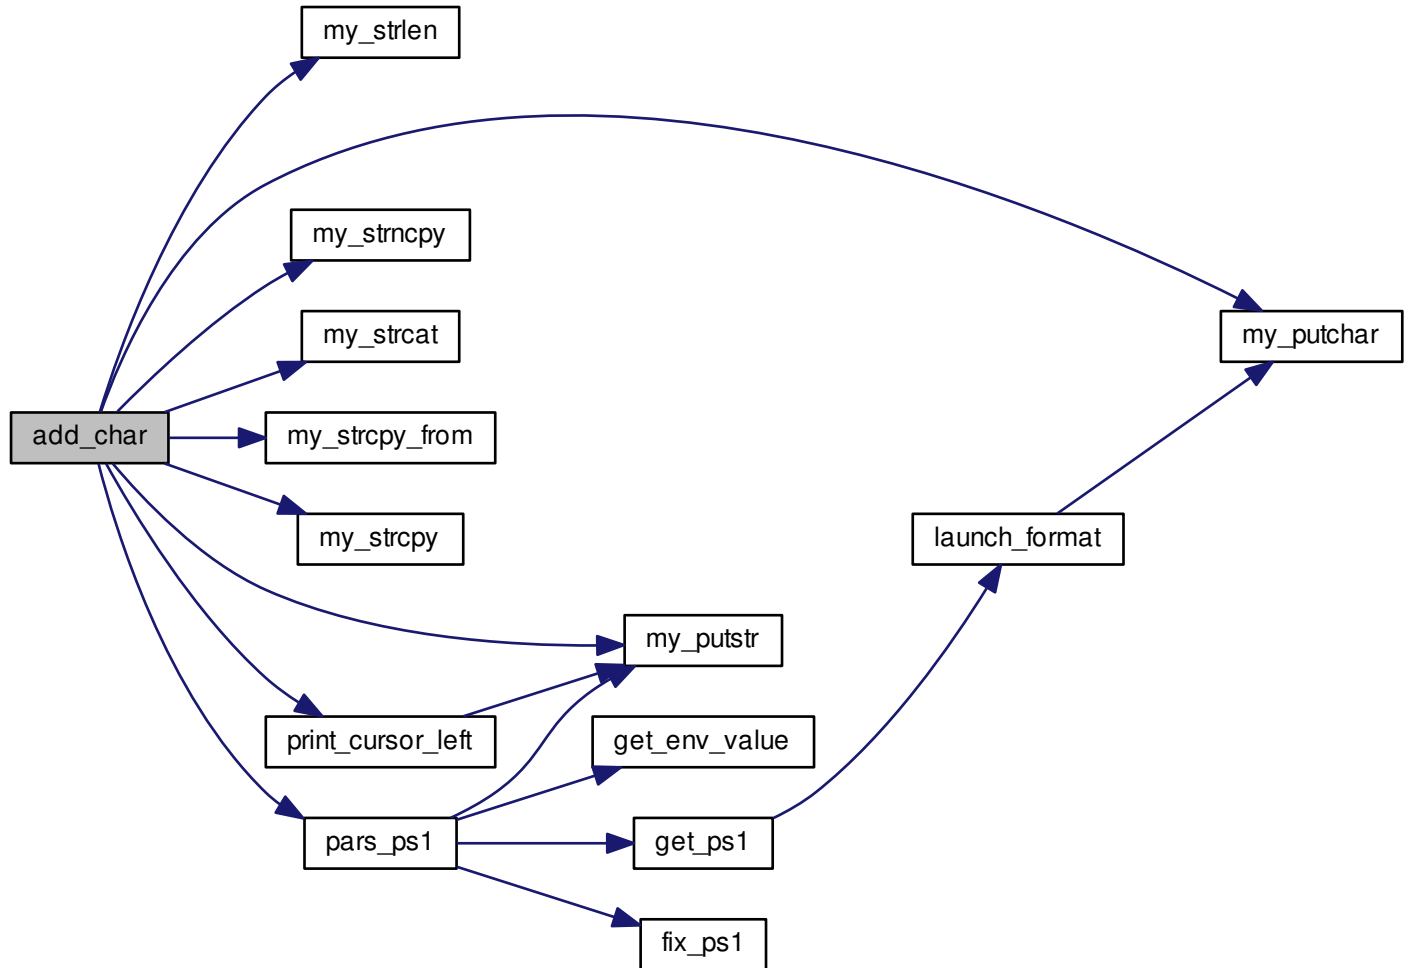 my_strlen
my_strncpy
my_strcat
my_putchar
add_char
my_strcpy_from
my_strcpy
launch_format
my_putstr
print_cursor_left
get_env_value
pars_ps1
get_ps1
fix_ps1